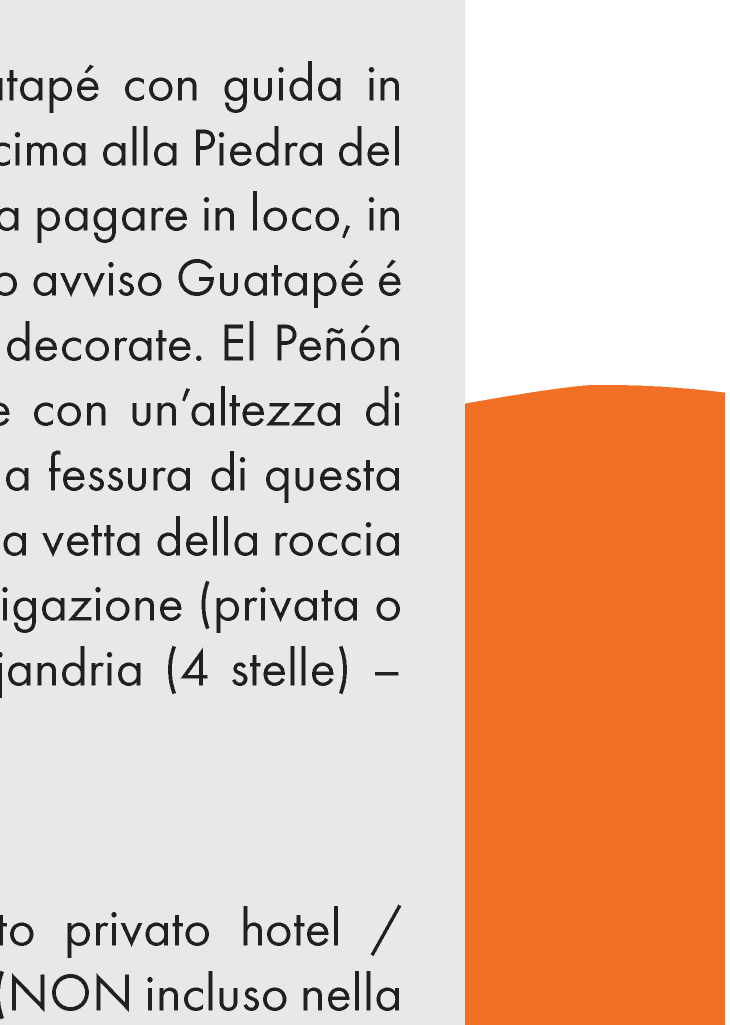 atapé con guida in
cima alla Piedra del
a pagare in loco, in
o avviso Guatapé é
decorate. El Peñón
e con un’altezza di
a fessura di questa
a vetta della roccia
igazione (privata o
jandria (4 stelle) –
to privato hotel /
(NON incluso nella